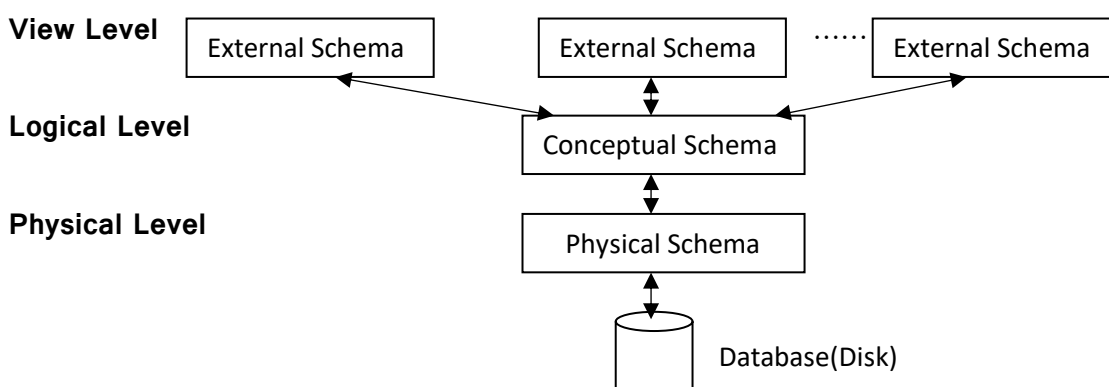 View Level
External Schema
External Schema
......
External Schema
Logical Level
Conceptual Schema
Physical Level
Physical Schema
Database(Disk)